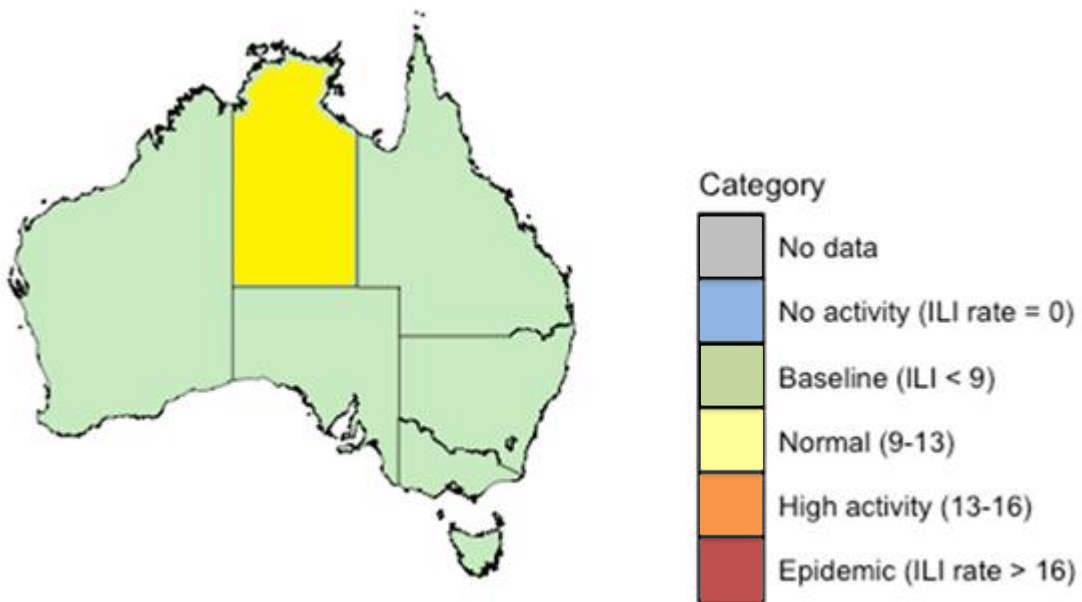 Category
No data
No activity (ILI rate = 0)
Baseline (ILI < 9)
Normal (9-13)
High activity (13-16)
Epidemic (ILI rate > 16)